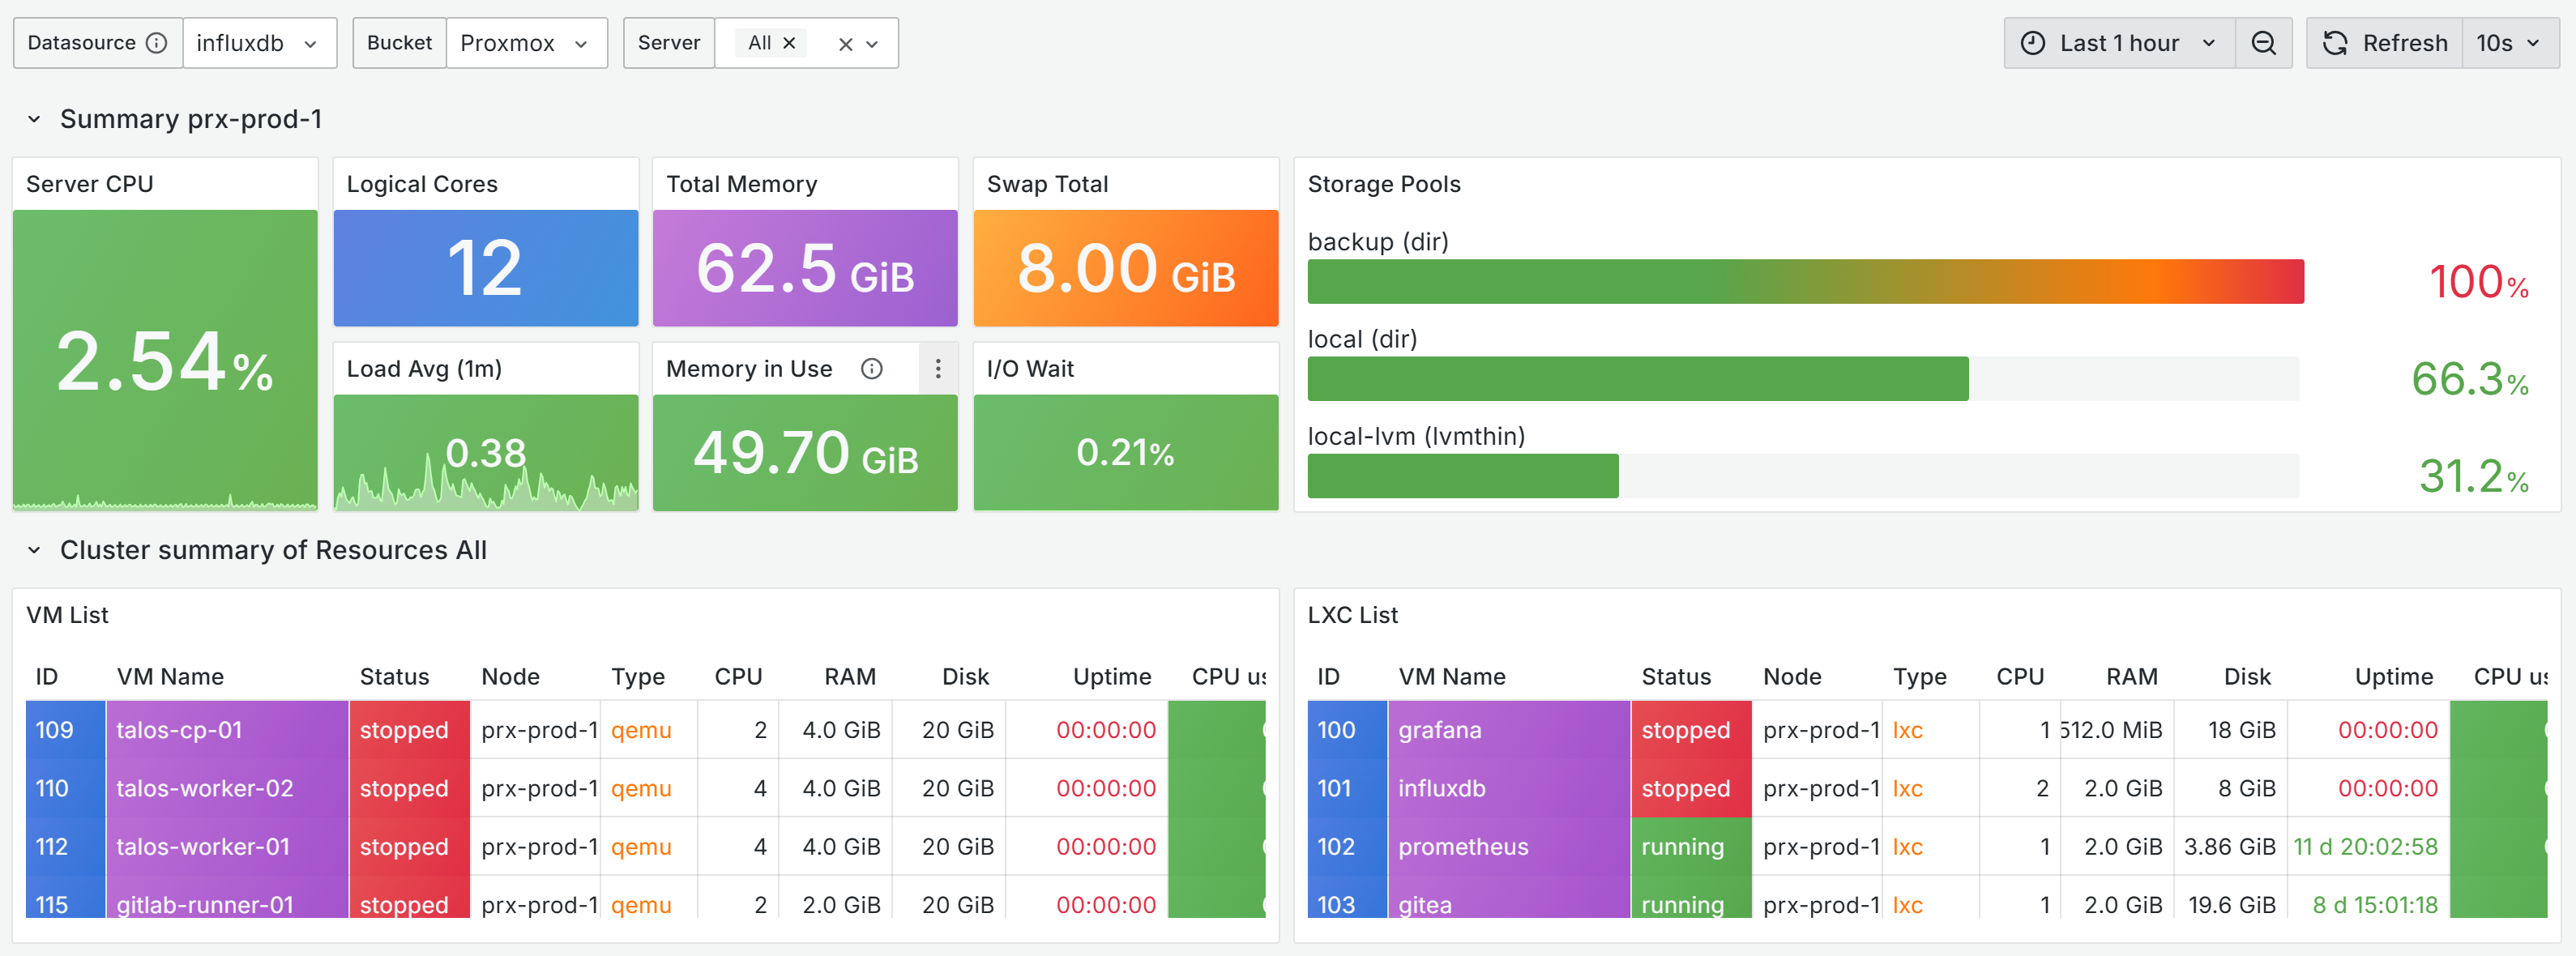 Datasource influxdb Bucket Proxmox Server All Last 1 hour Refresh 10s
Summary prx-prod-1
Server CPU
2.54%
Logical Cores
12
Total Memory
62.5 GiB
Swap Total
8.00 GiB
Load Avg (1m)
0.38
Memory in Use
49.70 GiB
I/O Wait
0.21%
Storage Pools
backup (dir)
100%
local (dir)
66.3%
local-lvm (lvmthin)
31.2%
Cluster summary of Resources All
VM List
ID VM Name Status Node Type CPU RAM Disk Uptime CPU
109 talos-cp-01 stopped prx-prod-1 qemu 2 4.0 GiB 20 GiB 00:00:00
110 talos-worker-02 stopped prx-prod-1 qemu 4 4.0 GiB 20 GiB 00:00:00
112 talos-worker-01 stopped prx-prod-1 qemu 4 4.0 GiB 20 GiB 00:00:00
115 gitlab-runner-01 stopped prx-prod-1 qemu 2 2.0 GiB 20 GiB 00:00:00
LXC List
ID VM Name Status Node Type CPU RAM Disk Uptime CPU
100 grafana stopped prx-prod-1 lxc 1 512.0 MiB 18 GiB 00:00:00
101 influxdb stopped prx-prod-1 lxc 2 2.0 GiB 8 GiB 00:00:00
102 prometheus running prx-prod-1 lxc 1 2.0 GiB 3.86 GiB 11 d 20:02:58
103 gitea running prx-prod-1 lxc 1 2.0 GiB 19.6 GiB 8 d 15:01:18